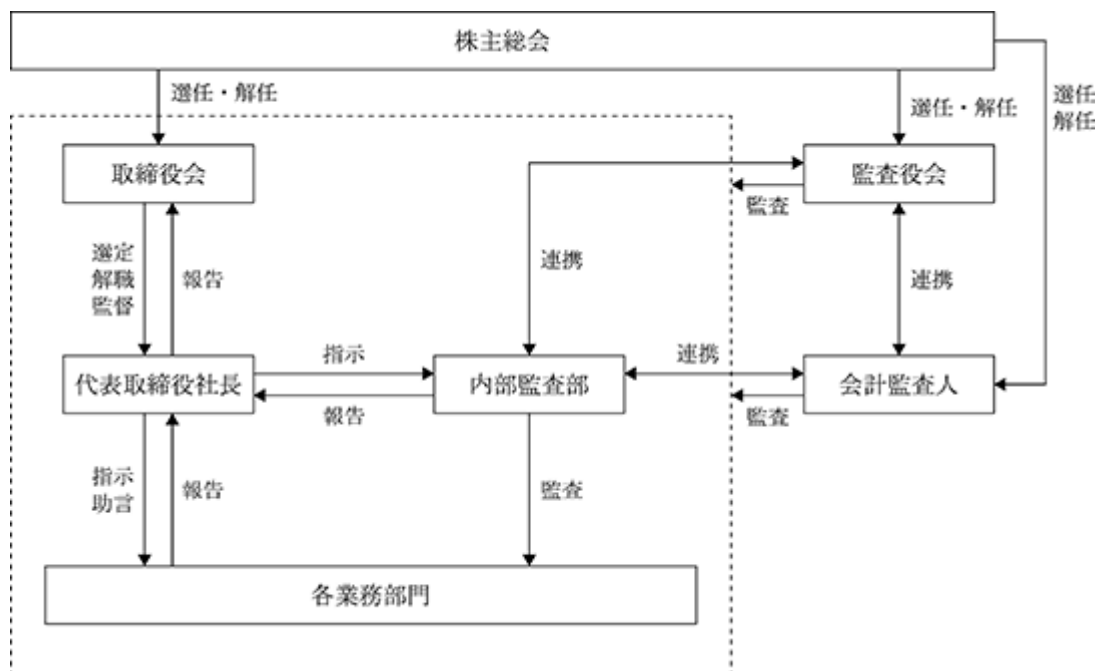 株主総会
選任・解任
選任・解任
選任
解任
取締役会
監査役会
監査
選定
解職
監督
報告
連携
連携
代表取締役社長
指示
報告
内部監査部
連携
会計監査人
監査
指示
助言
報告
監査
各業務部門